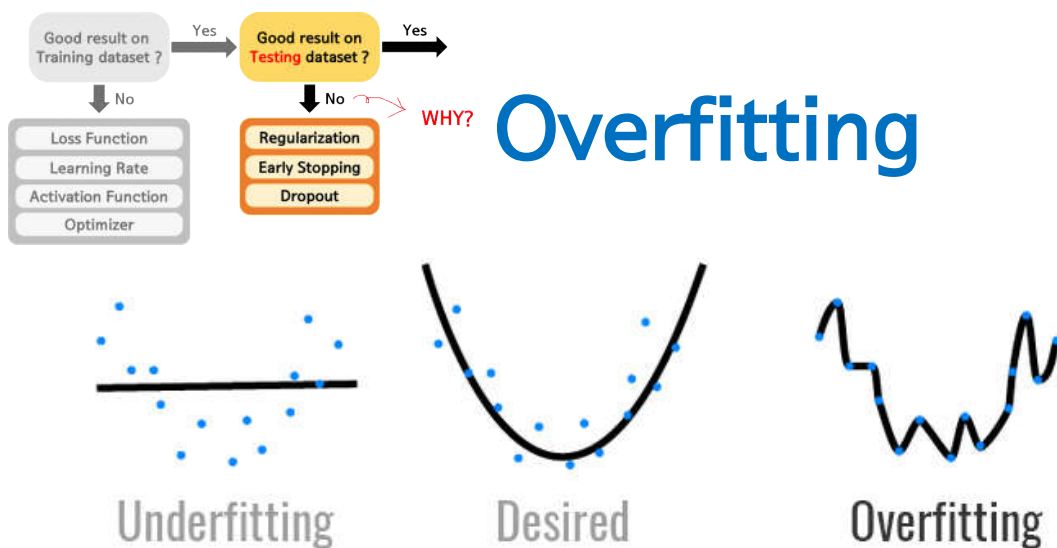 Good result on
Training dataset ?
Yes
Good result on
Testing dataset ?
Yes
No
No
WHY?
Overfitting
Loss Function
Learning Rate
Activation Function
Optimizer
Regularization
Early Stopping
Dropout
Underfitting
Desired
Overfitting